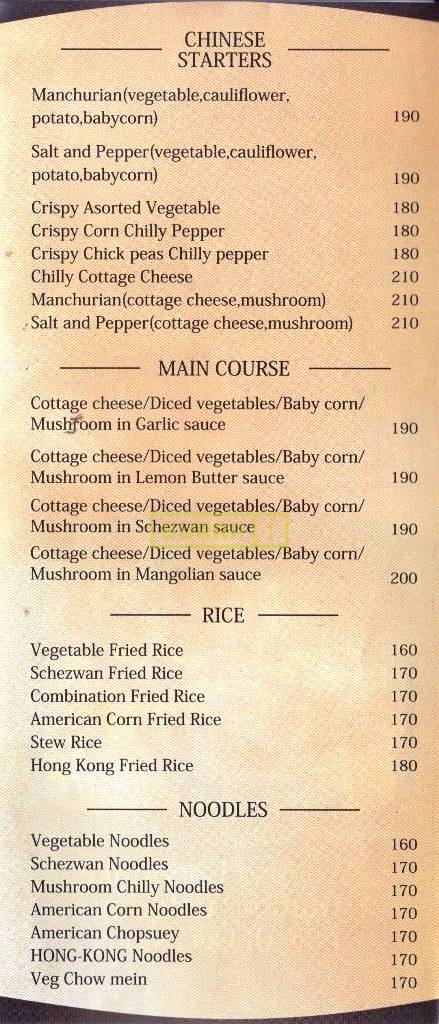 CHINESE
STARTERS
Manchurian(vegetable,cauliflower,
potato,babycorn) 190
Salt and Pepper(vegetable,cauliflower,
potato,babycorn) 190
Crispy Asorted Vegetable 180
Crispy Corn Chilly Pepper 180
Crispy Chick peas Chilly pepper 180
Chilly Cottage Cheese 210
Manchurian(cottage cheese,mushroom) 210
Salt and Pepper(cottage cheese,mushroom) 210
MAIN COURSE
Cottage cheese/Diced vegetables/Baby corn/
Mushroom in Garlic sauce 190
Cottage cheese/Diced vegetables/Baby corn/
Mushroom in Lemon Butter sauce 190
Cottage cheese/Diced vegetables/Baby corn/
Mushroom in Schezwan sauce 190
Cottage cheese/Diced vegetables/Baby corn/
Mushroom in Mangolian sauce 200
RICE
Vegetable Fried Rice 160
Schezwan Fried Rice 170
Combination Fried Rice 170
American Corn Fried Rice 170
Stew Rice 170
Hong Kong Fried Rice 180
NOODLES
Vegetable Noodles 160
Schezwan Noodles 170
Mushroom Chilly Noodles 170
American Corn Noodles 170
American Chopsuey 170
HONG-KONG Noodles 170
Veg Chow mein 170